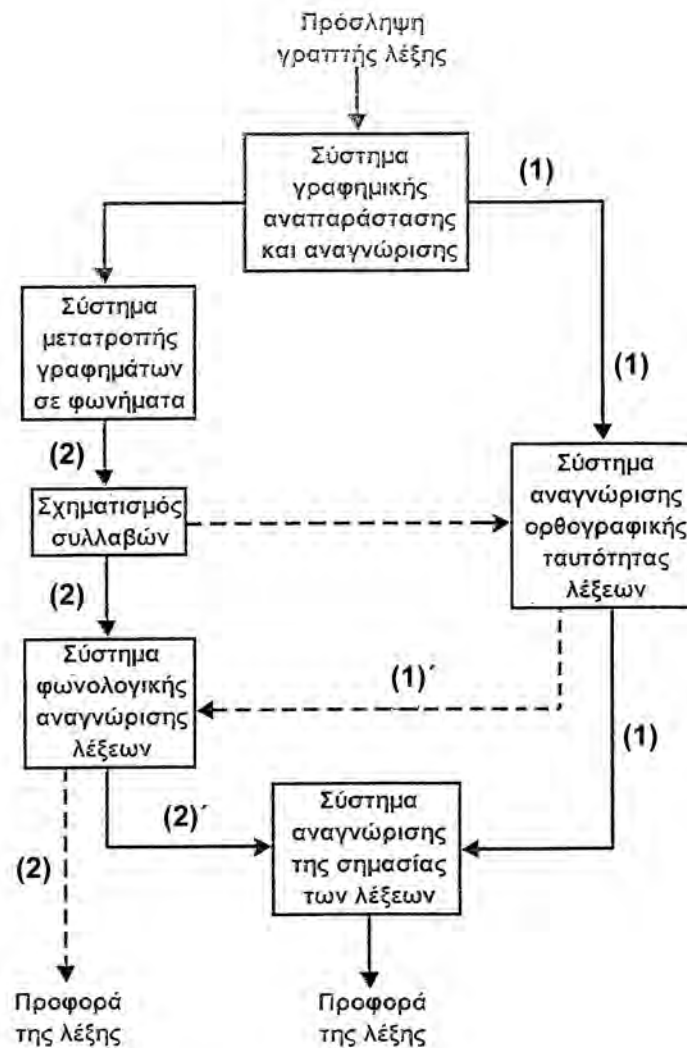 Πρόσληψη
γραπτής λέξης
Σύστημα
γραφημικής
αναπαράστασης
και αναγνώρισης
(1)
Σύστημα
μετατροπής
γραφημάτων
σε φωνήματα
(1)
(2)
Σύστημα
αναγνώρισης
ορθογραφικής
ταυτότητας
λέξεων
Σχηματισμός
συλλαβών
(2)
Σύστημα
φωνολογικής
αναγνώρισης
λέξεων
(1)΄
(1)
(2)΄
Σύστημα
αναγνώρισης
της σημασίας
των λέξεων
(2)
Προφορά
της λέξης
Προφορά
της λέξης